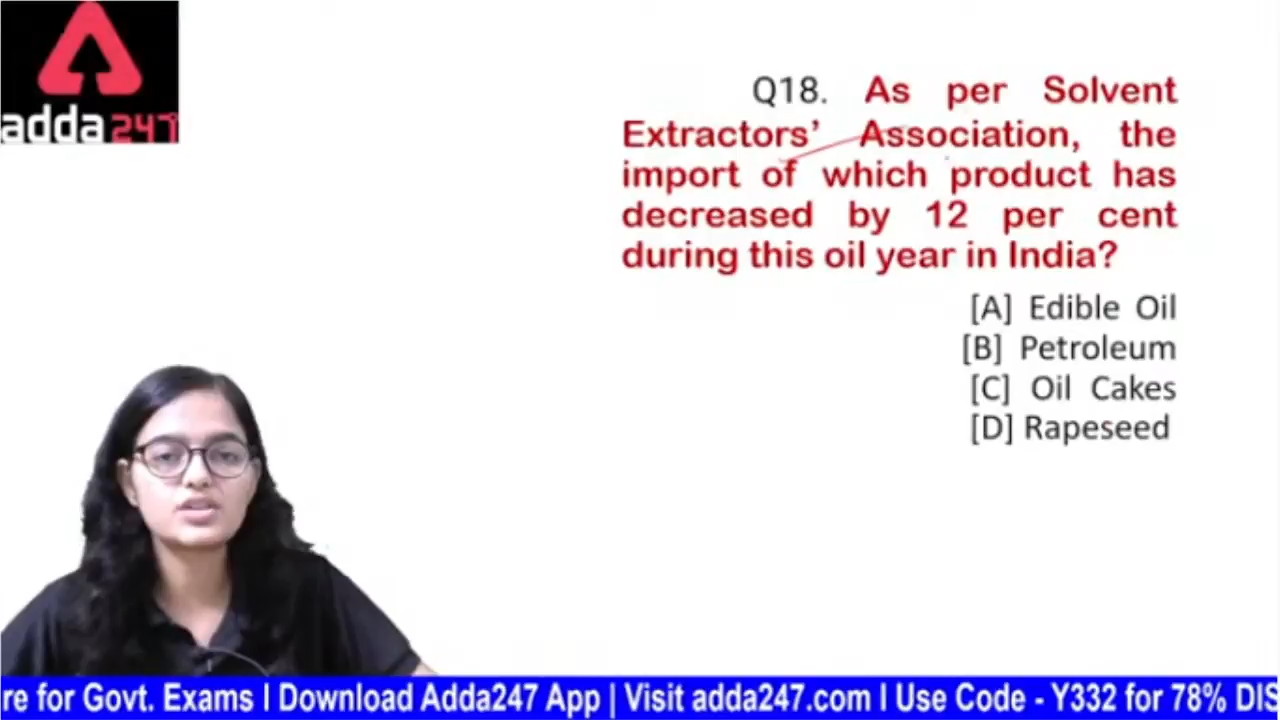 adda247
Q18. As per Solvent
Extractors’ Association, the
import of which product has
decreased by 12 per cent
during this oil year in India?
[A] Edible Oil
[B] Petroleum
[C] Oil Cakes
[D] Rapeseed
re for Govt. Exams I Download Adda247 App | Visit adda247.com I Use Code - Y332 for 78% DIS